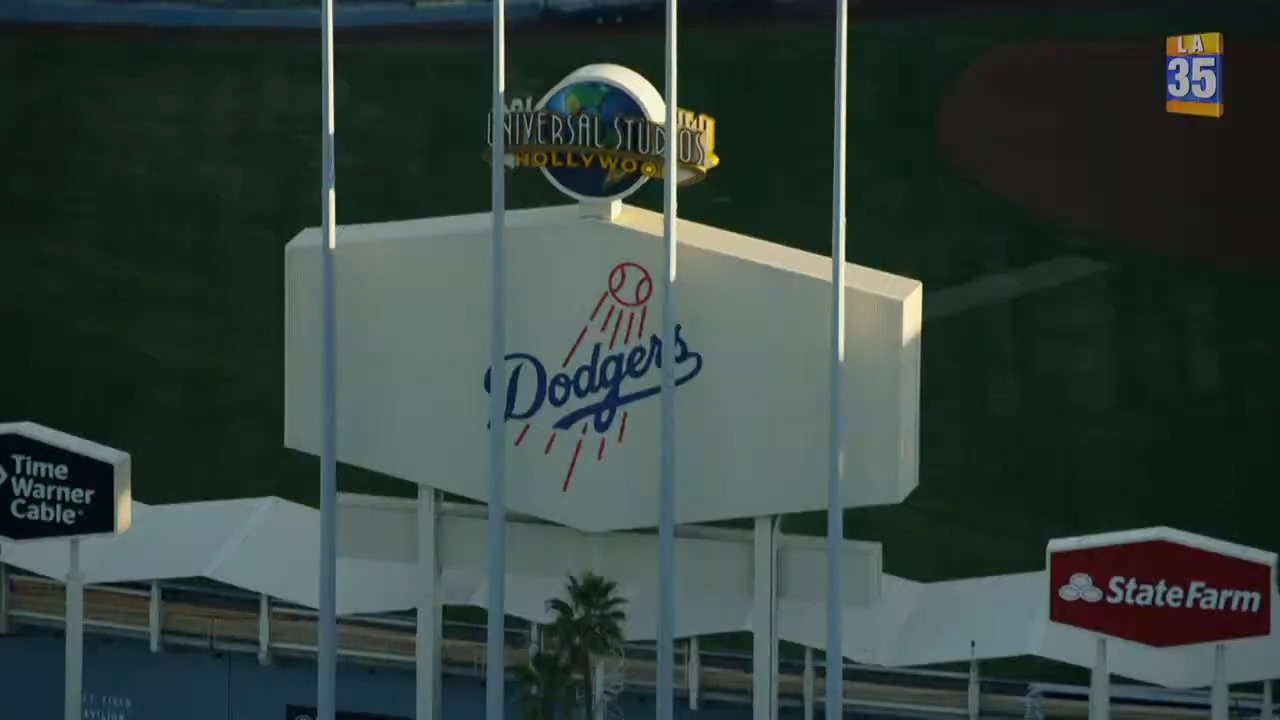 LA
35
UNIVERSAL STUDIOS
HOLLYWOOD
Dodgers
Time
Warner
Cable
State Farm